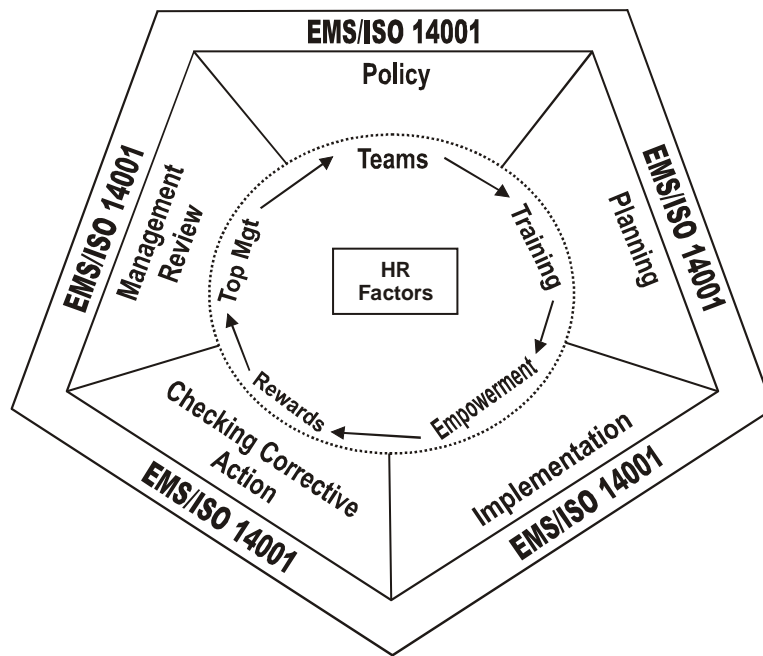 EMS/ISO 14001
Policy
EMS/ISO 14001
Management
Review
EMS/ISO 14001
Planning
Teams
Training
Top Mgt
HR
Factors
Empowerment
Rewards
Checking Corrective
Action
EMS/ISO 14001
Implementation
EMS/ISO 14001